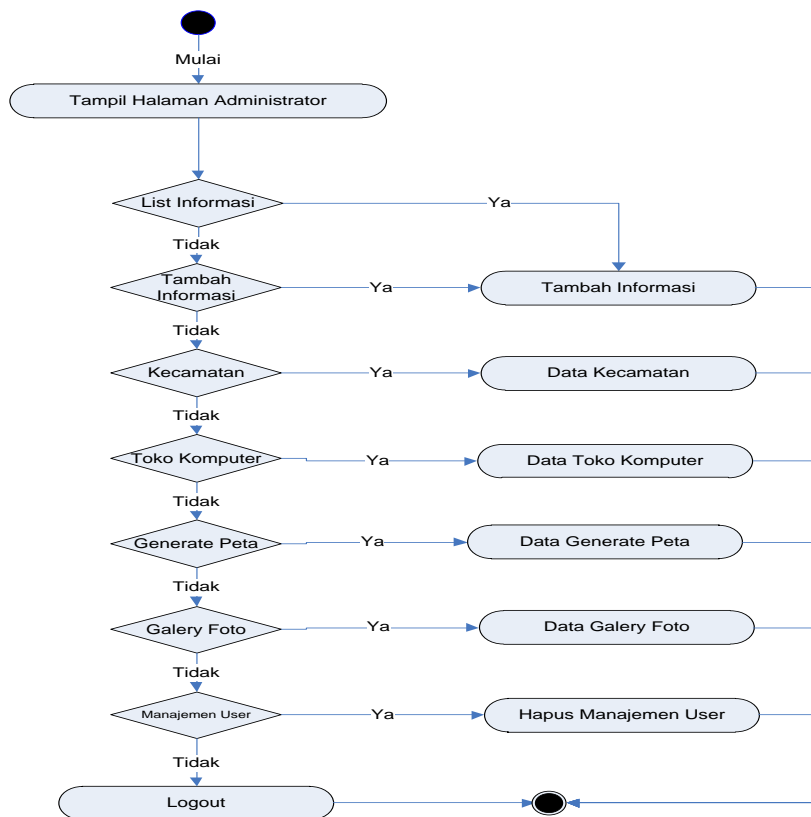 Mulai
Tampil Halaman Administrator
List Informasi
Ya
Tidak
Tambah
Informasi
Ya
Tambah Informasi
Tidak
Kecamatan
Ya
Data Kecamatan
Tidak
Toko Komputer
Ya
Data Toko Komputer
Tidak
Generate Peta
Ya
Data Generate Peta
Tidak
Galery Foto
Ya
Data Galery Foto
Tidak
Manajemen User
Ya
Hapus Manajemen User
Tidak
Logout